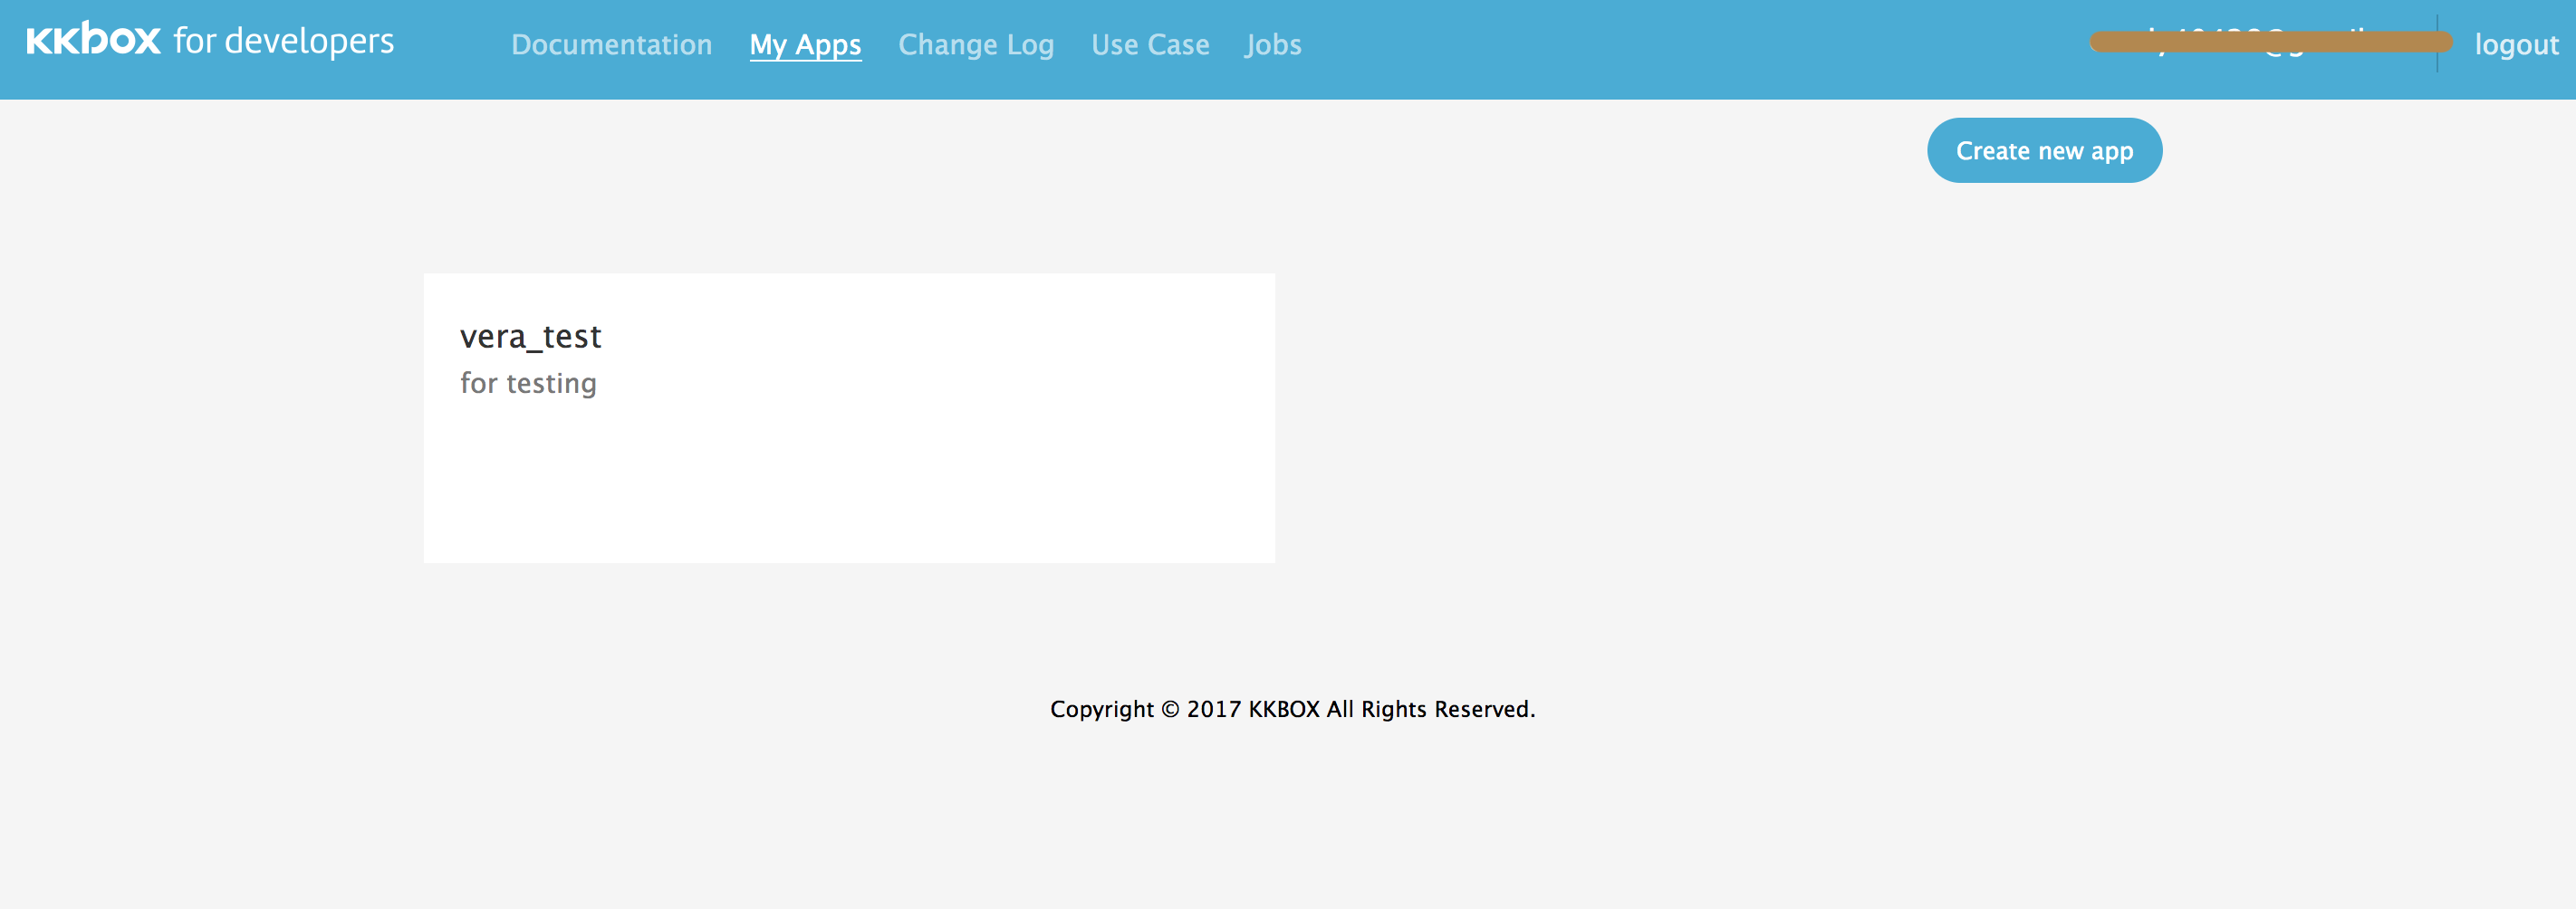 KKBOX for developers
Documentation My Apps Change Log Use Case Jobs
logout
Create new app
vera_test
for testing
Copyright © 2017 KKBOX All Rights Reserved.